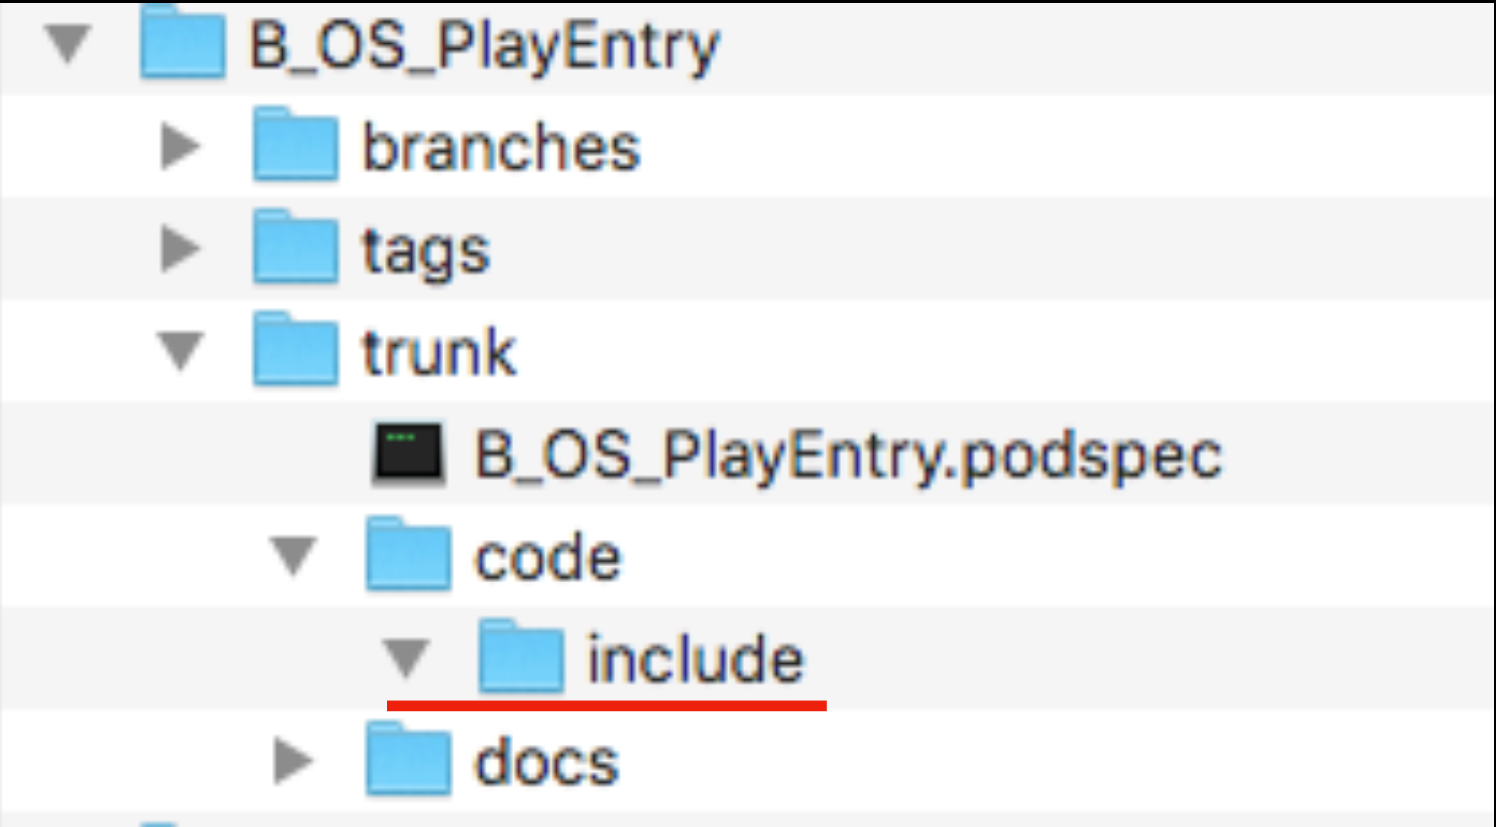 B_OS_PlayEntry
branches
tags
trunk
B_OS_PlayEntry.podspec
code
include
docs